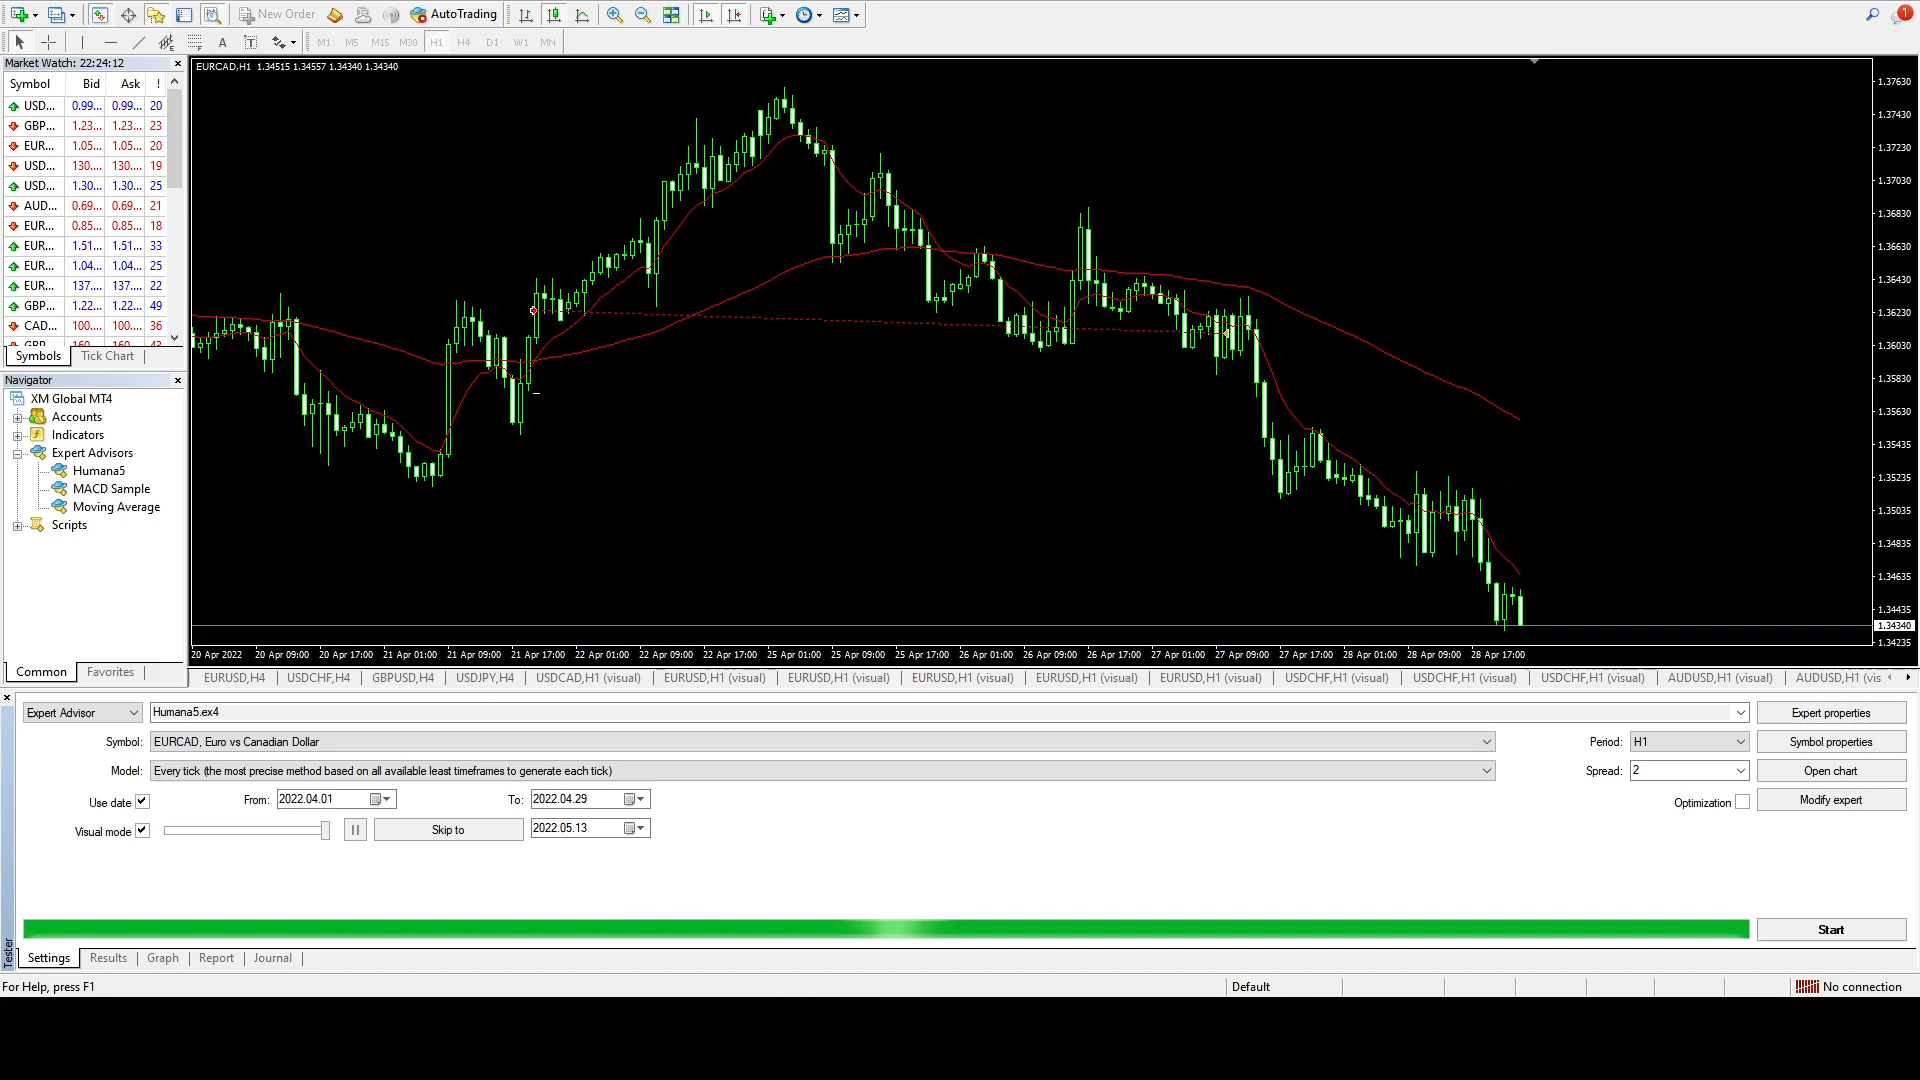 New Order
AutoTrading
1
A
T
M1 M5 M15 M30 H1 H4 D1 W1 MN
Market Watch: 22:24:12
Symbol Bid Ask !
USD... 0.99... 0.99... 20
GBP... 1.23... 1.23... 23
EUR... 1.05... 1.05... 20
USD... 130.... 130.... 19
USD... 1.30... 1.30... 25
AUD... 0.69... 0.69... 21
EUR... 0.85... 0.85... 18
EUR... 1.51... 1.51... 33
EUR... 1.04... 1.04... 25
EUR... 137.... 137.... 22
GBP... 1.22... 1.22... 49
CAD... 100.... 100.... 36
Symbols Tick Chart
Navigator
XM Global MT4
Accounts
Indicators
Expert Advisors
Humana5
MACD Sample
Moving Average
Scripts
Common Favorites
EURCAD,H1 1.34515 1.34557 1.34340 1.34340
1.37630
1.37430
1.37230
1.37030
1.36830
1.36630
1.36430
1.36230
1.36030
1.35830
1.35630
1.35435
1.35235
1.35035
1.34835
1.34635
1.34435
1.34340
1.34235
20 Apr 2022 20 Apr 09:00 20 Apr 17:00 21 Apr 01:00 21 Apr 09:00 21 Apr 17:00 22 Apr 01:00 22 Apr 09:00 22 Apr 17:00 25 Apr 01:00 25 Apr 09:00 25 Apr 17:00 26 Apr 01:00 26 Apr 09:00 26 Apr 17:00 27 Apr 01:00 27 Apr 09:00 27 Apr 17:00 28 Apr 01:00 28 Apr 09:00 28 Apr 17:00
EURUSD,H4 USDCHF,H4 GBPUSD,H4 USDJPY,H4 USDCAD,H1 (visual) EURUSD,H1 (visual) EURUSD,H1 (visual) EURUSD,H1 (visual) EURUSD,H1 (visual) EURUSD,H1 (visual) USDCHF,H1 (visual) USDCHF,H1 (visual) USDCHF,H1 (visual) AUDUSD,H1 (visual) AUDUSD,H1 (vis
Expert Advisor Humana5.ex4 Expert properties
Symbol: EURCAD, Euro vs Canadian Dollar Period: H1 Symbol properties
Model: Every tick (the most precise method based on all available least timeframes to generate each tick) Spread: 2 Open chart
Use date From: 2022.04.01 To: 2022.04.29 Optimization Modify expert
Visual mode Skip to 2022.05.13
Start
Tester
Settings Results Graph Report Journal
For Help, press F1 Default No connection